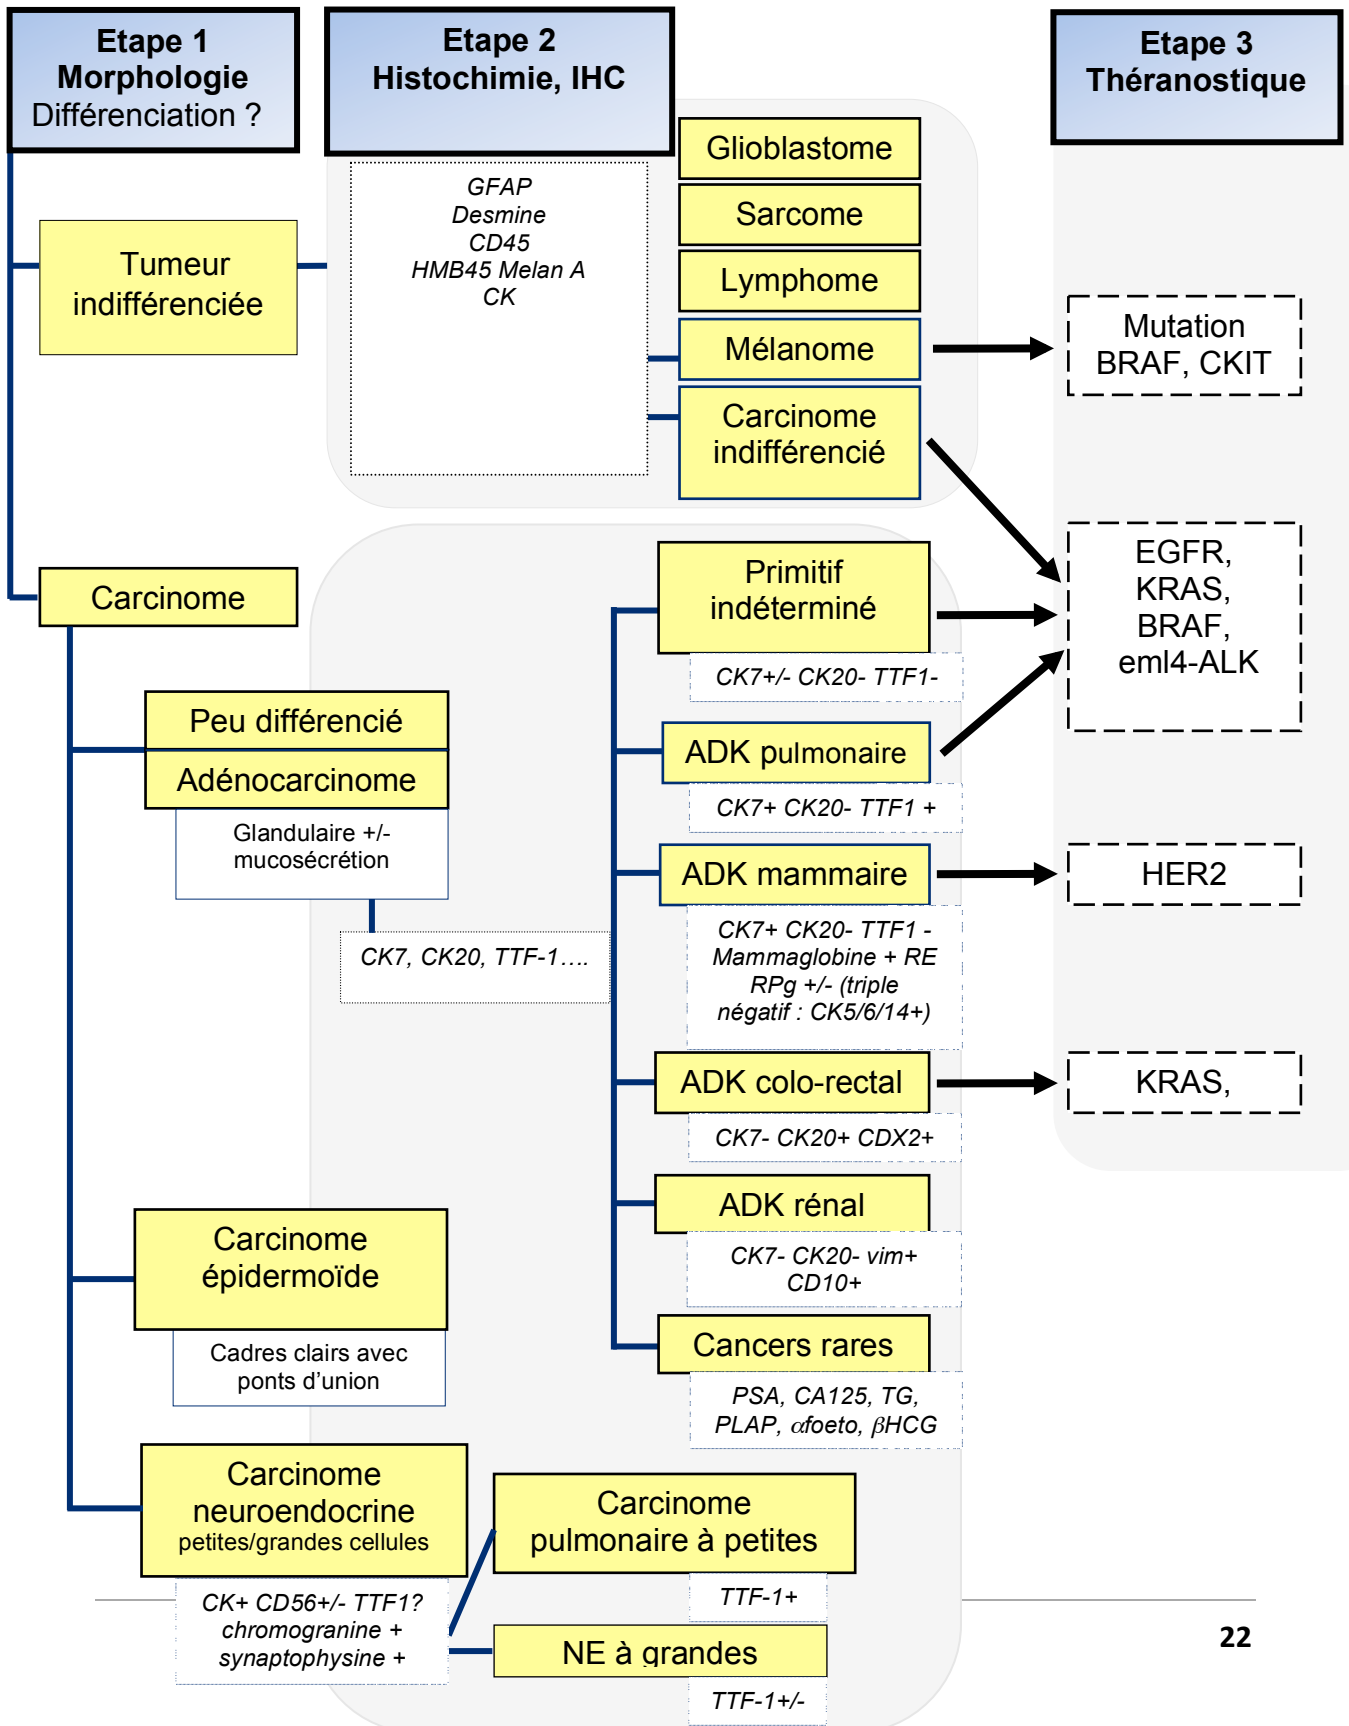 Etape 1
Morphologie
Différenciation ?
Etape 2
Histochimie, IHC
Etape 3
Théranostique
Tumeur
indifférenciée
GFAP
Desmine
CD45
HMB45 Melan A
CK
Glioblastome
Sarcome
Lymphome
Mélanome
Carcinome
indifférencié
Mutation
BRAF, CKIT
EGFR,
KRAS,
BRAF,
eml4-ALK
Carcinome
Primitif
indéterminé
CK7+/- CK20- TTF1-
Peu différencié
Adénocarcinome
Glandulaire +/-
mucosécrétion
CK7, CK20, TTF-1….
ADK pulmonaire
CK7+ CK20- TTF1 +
ADK mammaire
CK7+ CK20- TTF1 -
Mammaglobine + RE
RPg +/- (triple
négatif : CK5/6/14+)
HER2
ADK colo-rectal
CK7- CK20+ CDX2+
KRAS,
ADK rénal
CK7- CK20- vim+
CD10+
Cancers rares
PSA, CA125, TG,
PLAP, αfoeto, βHCG
Carcinome
épidermoïde
Cadres clairs avec
ponts d’union
Carcinome
neuroendocrine
petites/grandes cellules
CK+ CD56+/- TTF1?
chromogranine +
synaptophysine +
Carcinome
pulmonaire à petites
TTF-1+
NE à grandes
TTF-1+/-
22